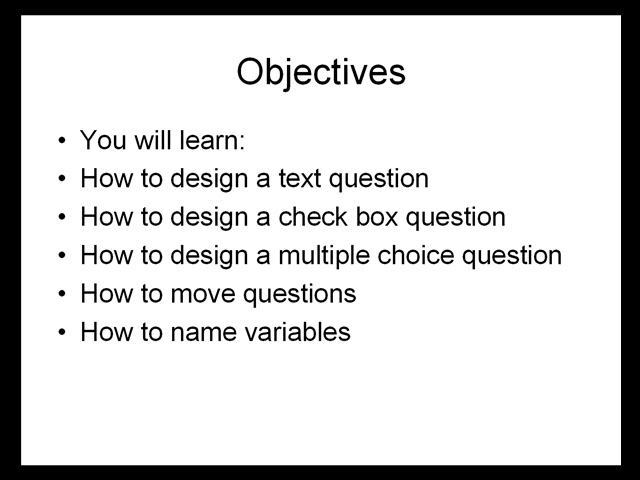 Objectives
• You will learn:
• How to design a text question
• How to design a check box question
• How to design a multiple choice question
• How to move questions
• How to name variables